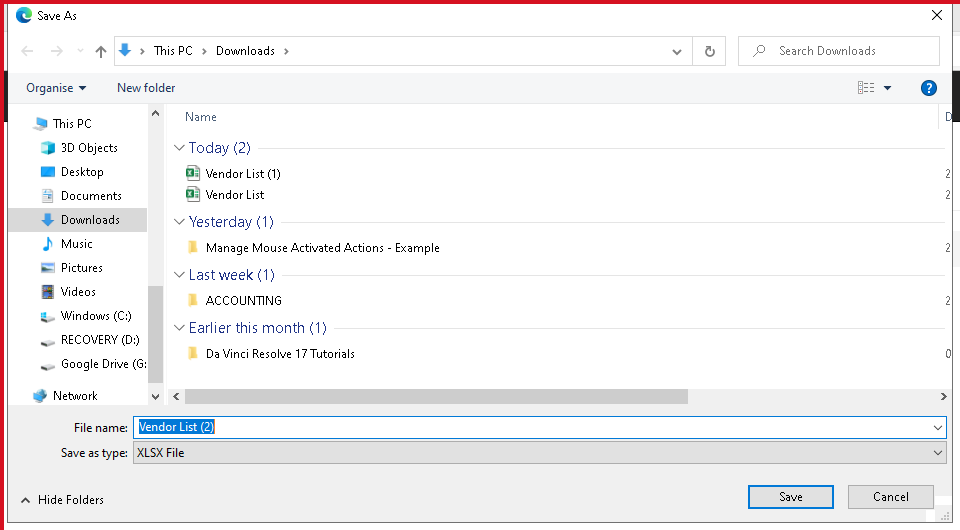 Save As
This PC > Downloads >
Search Downloads
Organise
New folder
?
Name
D
This PC
3D Objects
Desktop
Documents
Downloads
Music
Pictures
Videos
Windows (C:)
RECOVERY (D:)
Google Drive (G:
Network
Today (2)
Vendor List (1)
2
Vendor List
2
Yesterday (1)
Manage Mouse Activated Actions - Example
2
Last week (1)
ACCOUNTING
2
Earlier this month (1)
Da Vinci Resolve 17 Tutorials
0
File name: Vendor List (2)
Save as type: XLSX File
Hide Folders
Save
Cancel